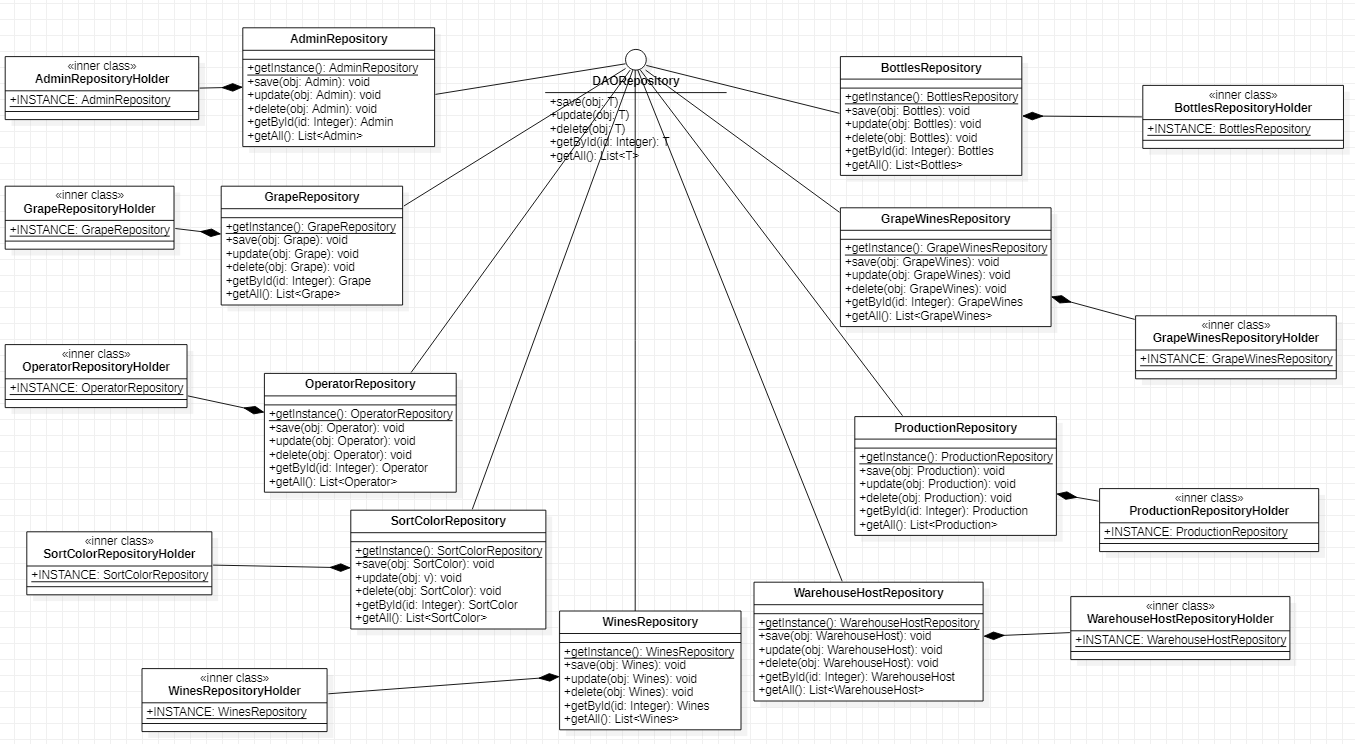 «inner class»
AdminRepositoryHolder
+INSTANCE: AdminRepository
AdminRepository
+getInstance(): AdminRepository
+save(obj: Admin): void
+update(obj: Admin): void
+delete(obj: Admin): void
+getById(id: Integer): Admin
+getAll(): List<Admin>
DAORepository
+save(obj: T)
+update(obj: T)
+delete(obj: T)
+getById(id: Integer): T
+getAll(): List<T>
BottlesRepository
+getInstance(): BottlesRepository
+save(obj: Bottles): void
+update(obj: Bottles): void
+delete(obj: Bottles): void
+getById(id: Integer): Bottles
+getAll(): List<Bottles>
«inner class»
BottlesRepositoryHolder
+INSTANCE: BottlesRepository
«inner class»
GrapeRepositoryHolder
+INSTANCE: GrapeRepository
GrapeRepository
+getInstance(): GrapeRepository
+save(obj: Grape): void
+update(obj: Grape): void
+delete(obj: Grape): void
+getById(id: Integer): Grape
+getAll(): List<Grape>
GrapeWinesRepository
+getInstance(): GrapeWinesRepository
+save(obj: GrapeWines): void
+update(obj: GrapeWines): void
+delete(obj: GrapeWines): void
+getById(id: Integer): GrapeWines
+getAll(): List<GrapeWines>
«inner class»
GrapeWinesRepositoryHolder
+INSTANCE: GrapeWinesRepository
«inner class»
OperatorRepositoryHolder
+INSTANCE: OperatorRepository
OperatorRepository
+getInstance(): OperatorRepository
+save(obj: Operator): void
+update(obj: Operator): void
+delete(obj: Operator): void
+getById(id: Integer): Operator
+getAll(): List<Operator>
ProductionRepository
+getInstance(): ProductionRepository
+save(obj: Production): void
+update(obj: Production): void
+delete(obj: Production): void
+getById(id: Integer): Production
+getAll(): List<Production>
«inner class»
ProductionRepositoryHolder
+INSTANCE: ProductionRepository
«inner class»
SortColorRepositoryHolder
+INSTANCE: SortColorRepository
SortColorRepository
+getInstance(): SortColorRepository
+save(obj: SortColor): void
+update(obj: v): void
+delete(obj: SortColor): void
+getById(id: Integer): SortColor
+getAll(): List<SortColor>
WarehouseHostRepository
+getInstance(): WarehouseHostRepository
+save(obj: WarehouseHost): void
+update(obj: WarehouseHost): void
+delete(obj: WarehouseHost): void
+getById(id: Integer): WarehouseHost
+getAll(): List<WarehouseHost>
«inner class»
WarehouseHostRepositoryHolder
+INSTANCE: WarehouseHostRepository
«inner class»
WinesRepositoryHolder
+INSTANCE: WinesRepository
WinesRepository
+getInstance(): WinesRepository
+save(obj: Wines): void
+update(obj: Wines): void
+delete(obj: Wines): void
+getById(id: Integer): Wines
+getAll(): List<Wines>